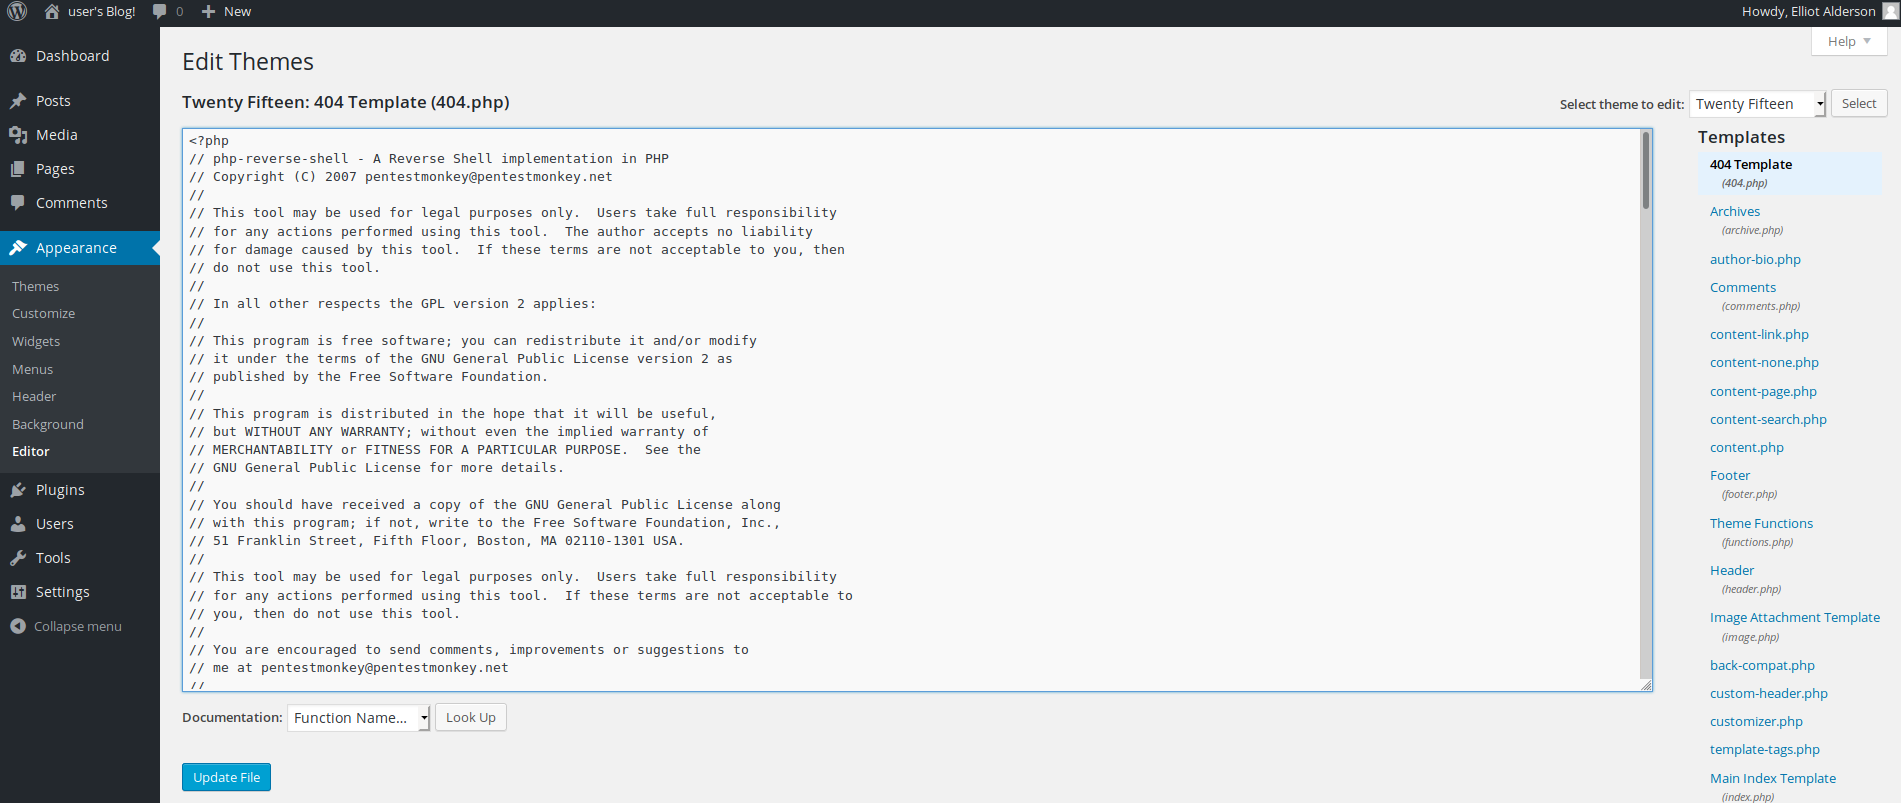 user's Blog! 0 + New Howdy, Elliot Alderson
Help
Dashboard
Posts
Media
Pages
Comments
Appearance
Themes
Customize
Widgets
Menus
Header
Background
Editor
Plugins
Users
Tools
Settings
Collapse menu
Edit Themes
Twenty Fifteen: 404 Template (404.php)
Select theme to edit: Twenty Fifteen Select
<?php
// php-reverse-shell - A Reverse Shell implementation in PHP
// Copyright (C) 2007 pentestmonkey@pentestmonkey.net
//
// This tool may be used for legal purposes only.  Users take full responsibility
// for any actions performed using this tool.  The author accepts no liability
// for damage caused by this tool.  If these terms are not acceptable to you, then
// do not use this tool.
//
// In all other respects the GPL version 2 applies:
//
// This program is free software; you can redistribute it and/or modify
// it under the terms of the GNU General Public License version 2 as
// published by the Free Software Foundation.
//
// This program is distributed in the hope that it will be useful,
// but WITHOUT ANY WARRANTY; without even the implied warranty of
// MERCHANTABILITY or FITNESS FOR A PARTICULAR PURPOSE.  See the
// GNU General Public License for more details.
//
// You should have received a copy of the GNU General Public License along
// with this program; if not, write to the Free Software Foundation, Inc.,
// 51 Franklin Street, Fifth Floor, Boston, MA 02110-1301 USA.
//
// This tool may be used for legal purposes only.  Users take full responsibility
// for any actions performed using this tool.  If these terms are not acceptable to
// you, then do not use this tool.
//
// You are encouraged to send comments, improvements or suggestions to
// me at pentestmonkey@pentestmonkey.net
//
Documentation: Function Name... Look Up
Update File
Templates
404 Template
(404.php)
Archives
(archive.php)
author-bio.php
Comments
(comments.php)
content-link.php
content-none.php
content-page.php
content-search.php
content.php
Footer
(footer.php)
Theme Functions
(functions.php)
Header
(header.php)
Image Attachment Template
(image.php)
back-compat.php
custom-header.php
customizer.php
template-tags.php
Main Index Template
(index.php)